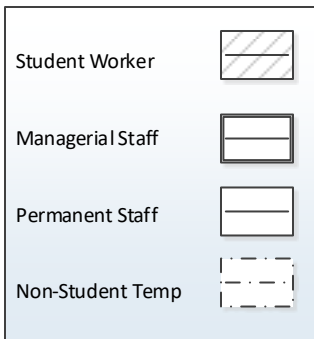 Student Worker
Managerial Staff
Permanent Staff
Non-Student Temp